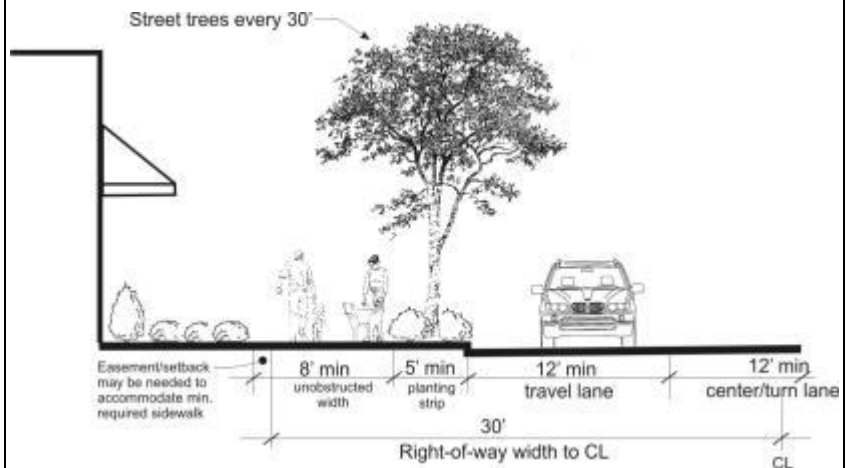 Street trees every 30'
Easement/setback
may be needed to
accommodate min.
required sidewalk
8' min
unobstructed
width
5' min
planting
strip
12' min
travel lane
12' min
center/turn lane
30'
Right-of-way width to CL
CL